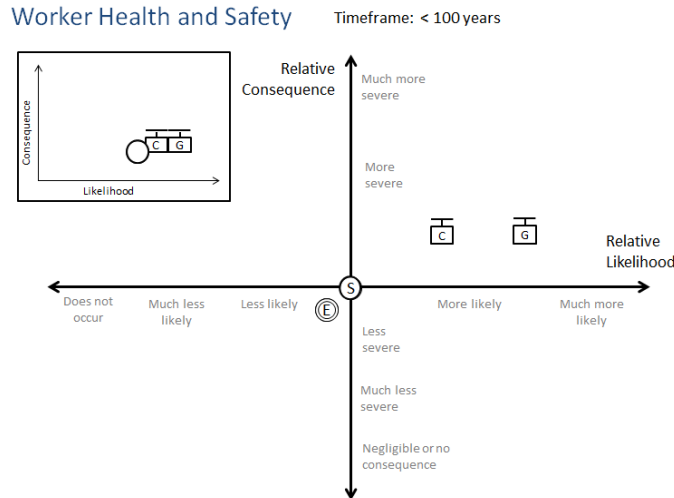 Worker Health and Safety
Timeframe: < 100 years
Consequence
C
G
Likelihood
Relative
Consequence
Much more
severe
More
severe
C
G
Relative
Likelihood
S
E
Does not
occur
Much less
likely
Less likely
More likely
Much more
likely
Less
severe
Much less
severe
Negligible or no
consequence